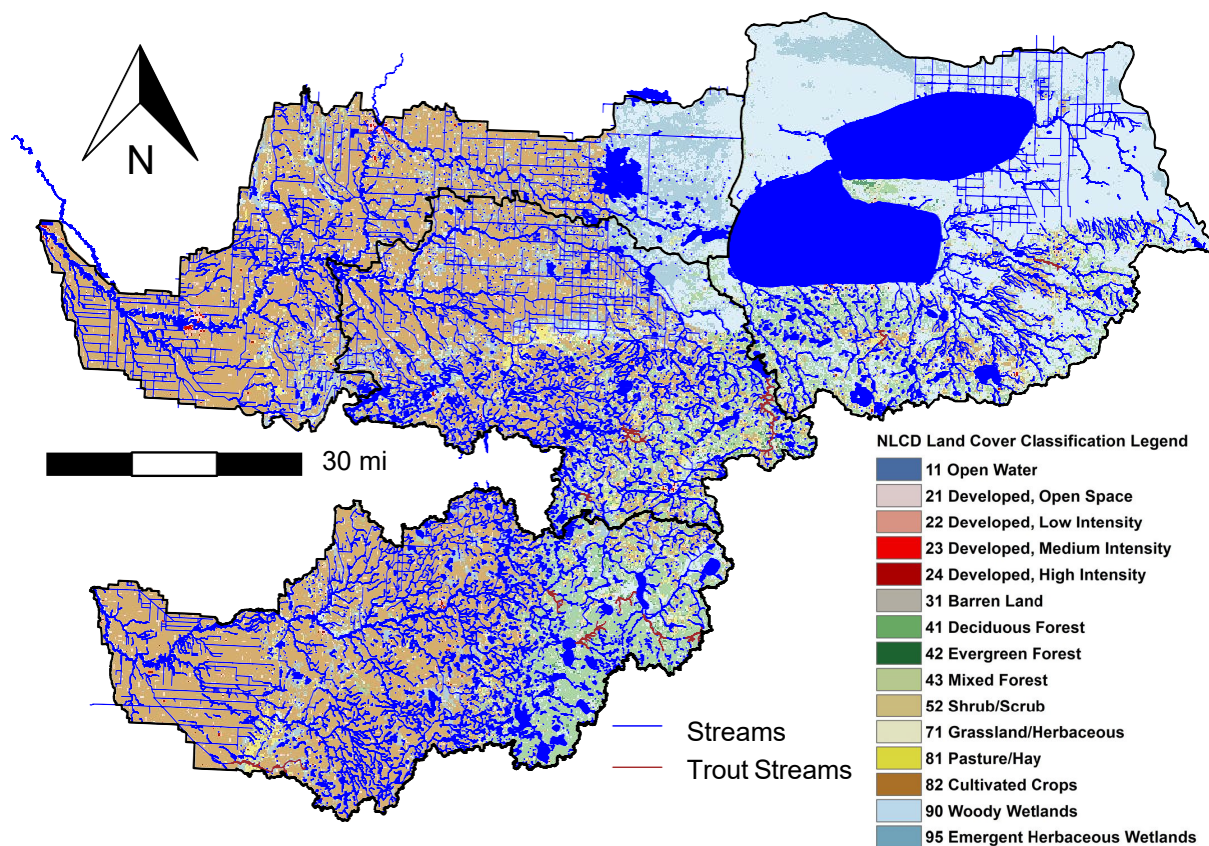 N
30 mi
NLCD Land Cover Classification Legend
11 Open Water
21 Developed, Open Space
22 Developed, Low Intensity
23 Developed, Medium Intensity
24 Developed, High Intensity
31 Barren Land
41 Deciduous Forest
42 Evergreen Forest
43 Mixed Forest
52 Shrub/Scrub
71 Grassland/Herbaceous
81 Pasture/Hay
82 Cultivated Crops
90 Woody Wetlands
95 Emergent Herbaceous Wetlands
Streams
Trout Streams